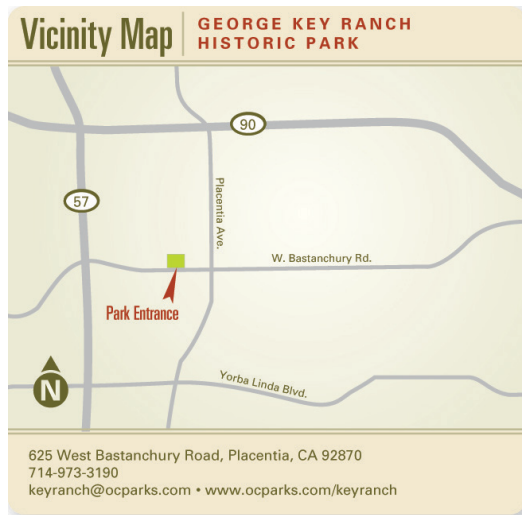 Vicinity Map
GEORGE KEY RANCH
HISTORIC PARK
90
57
Placentia Ave.
W. Bastanchury Rd.
Park Entrance
Yorba Linda Blvd.
N
625 West Bastanchury Road, Placentia, CA 92870
714-973-3190
keyranch@ocparks.com • www.ocparks.com/keyranch